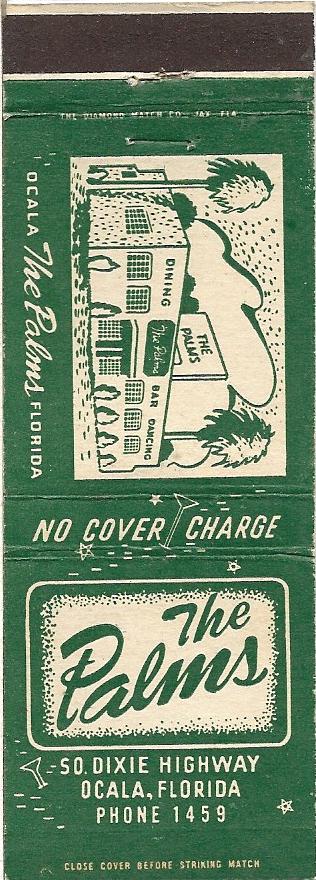 THE DIAMOND MATCH CO. JAX, FLA
OCALA The Palms FLORIDA
DINING
The Palms
BAR DANCING
THE PALMS
NO COVER CHARGE
The
Palms
SO. DIXIE HIGHWAY
OCALA, FLORIDA
PHONE 1459
CLOSE COVER BEFORE STRIKING MATCH